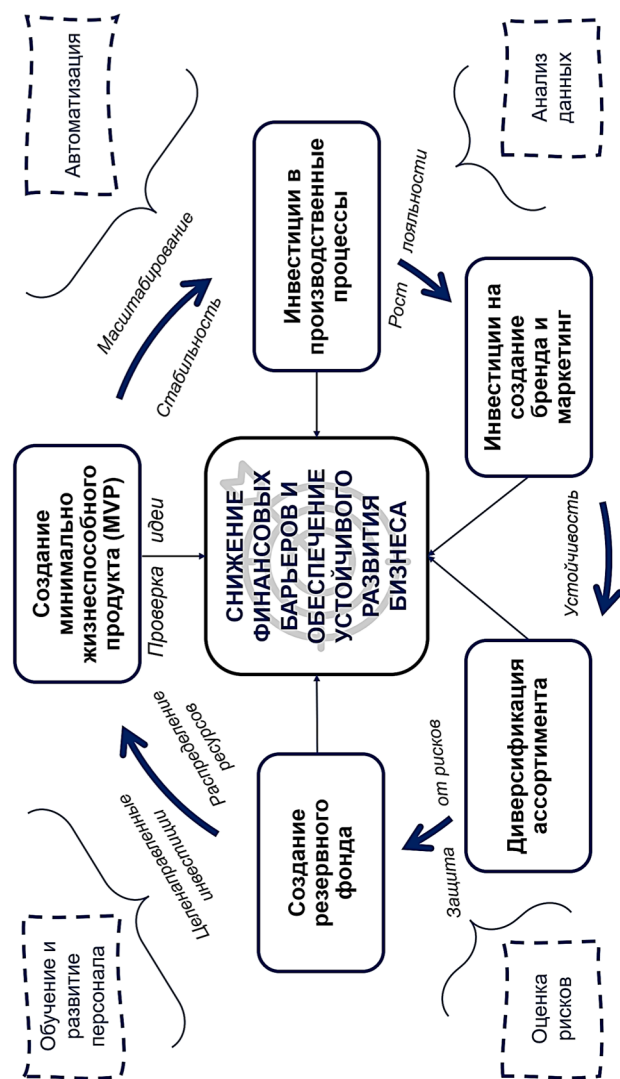 Обучение и
развитие
персонала
Автоматизация
Создание
минимально
жизнеспособного
продукта (MVP)
Целенаправленные
инвестиции
Распределение
ресурсов
Проверка идеи
Масштабирование
Стабильность
Создание
резервного
фонда
СНИЖЕНИЕ
ФИНАНСОВЫХ
БАРЬЕРОВ И
ОБЕСПЕЧЕНИЕ
УСТОЙЧИВОГО
РАЗВИТИЯ
БИЗНЕСА
Инвестиции в
производственные
процессы
Защита от рисков
Рост лояльности
Диверсификация
ассортимента
Устойчивость
Инвестиции на
создание
бренда и
маркетинг
Оценка
рисков
Анализ
данных